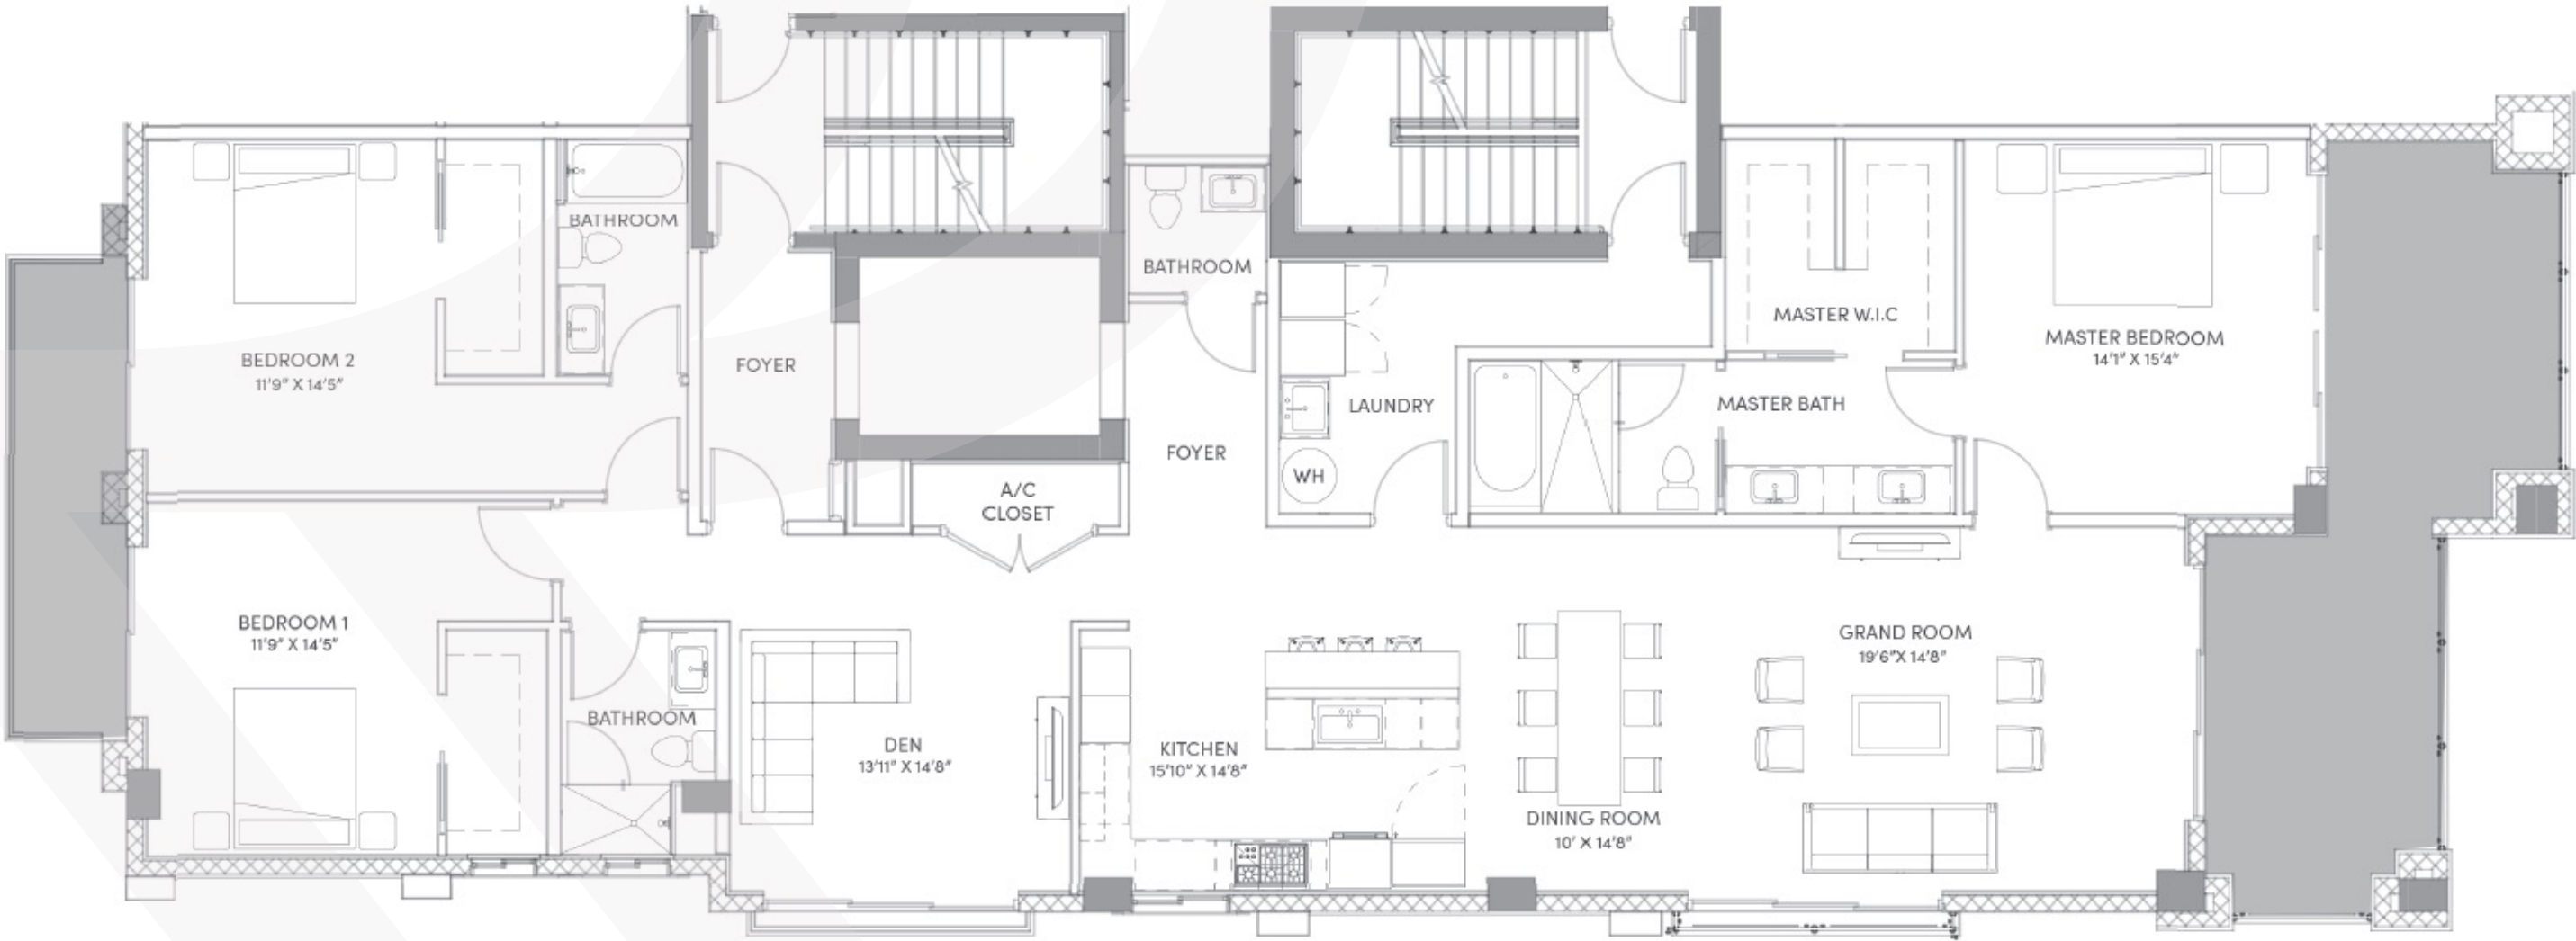 BATHROOM
BEDROOM 2
11'9" X 14'5"
FOYER
BATHROOM
FOYER
LAUNDRY
WH
A/C
CLOSET
MASTER W.I.C
MASTER BATH
MASTER BEDROOM
14'1" X 15'4"
BEDROOM 1
11'9" X 14'5"
BATHROOM
DEN
13'11" X 14'8"
KITCHEN
15'10" X 14'8"
DINING ROOM
10' X 14'8"
GRAND ROOM
19'6"X 14'8"